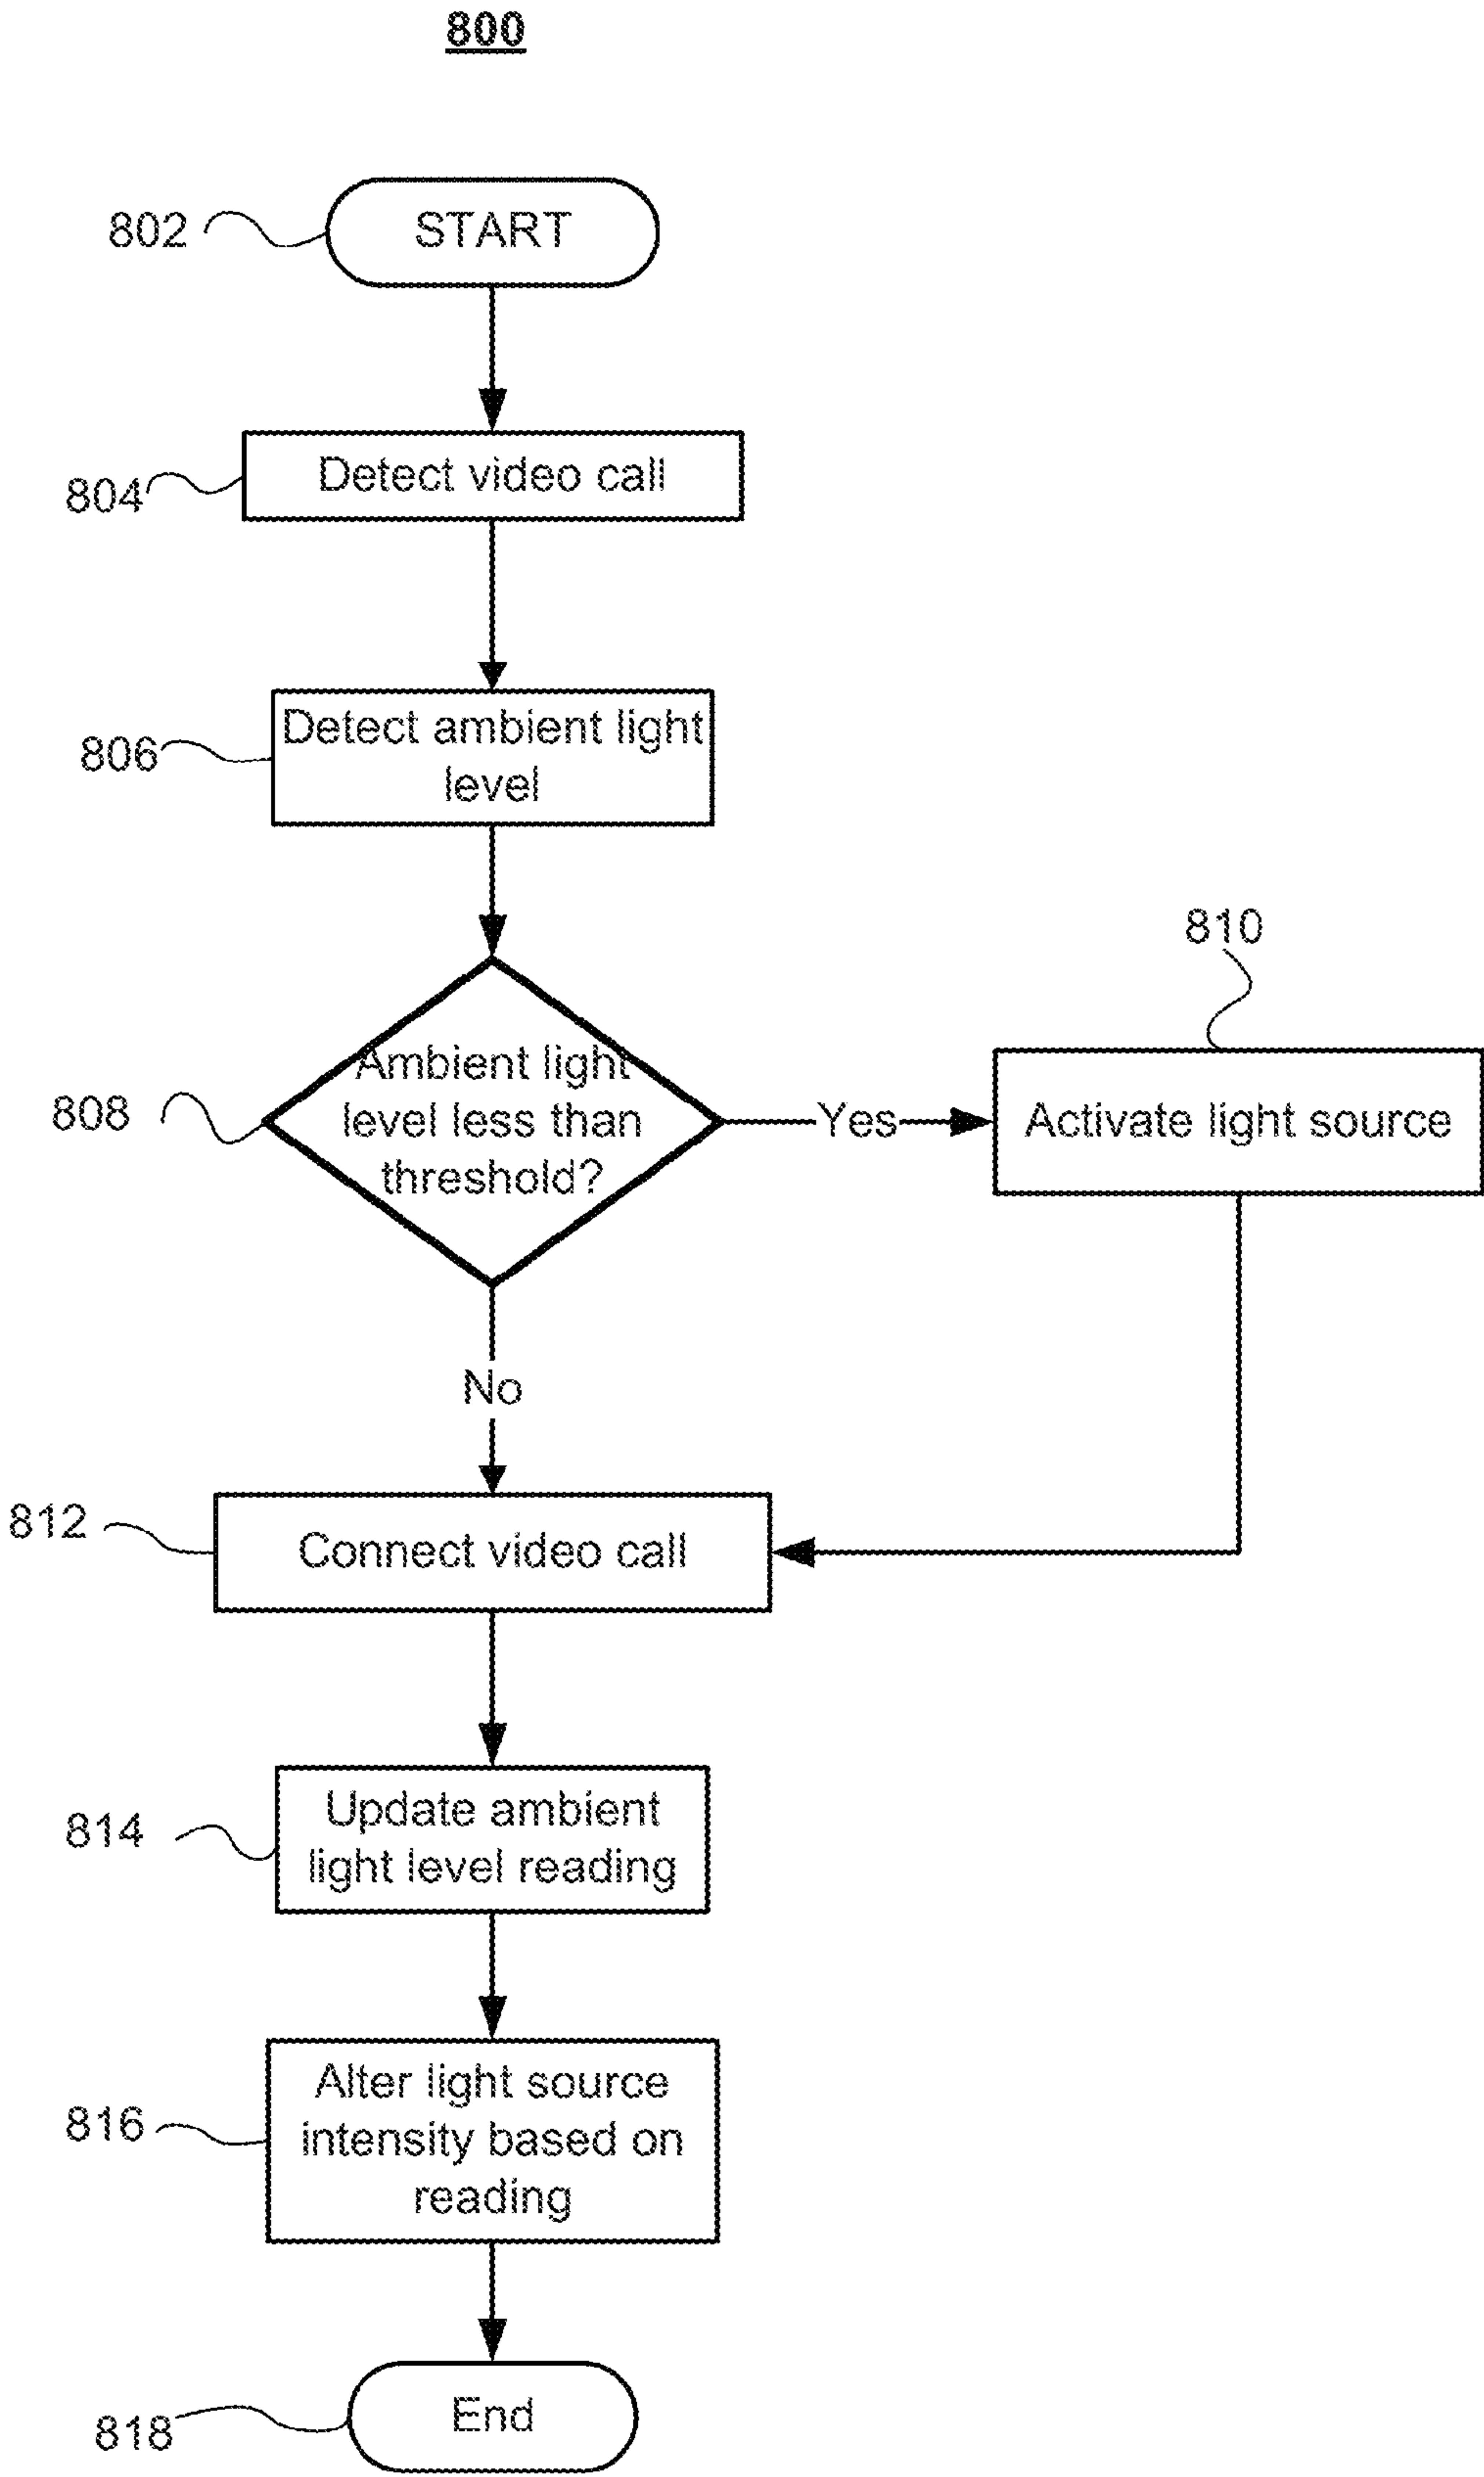 800
802
START
804
Detect video call
806
Detect ambient light
level
808
Ambient light
level less than
threshold?
Yes
810
Activate light source
No
812
Connect video call
814
Update ambient
light level reading
816
Alter light source
intensity based on
reading
818
End